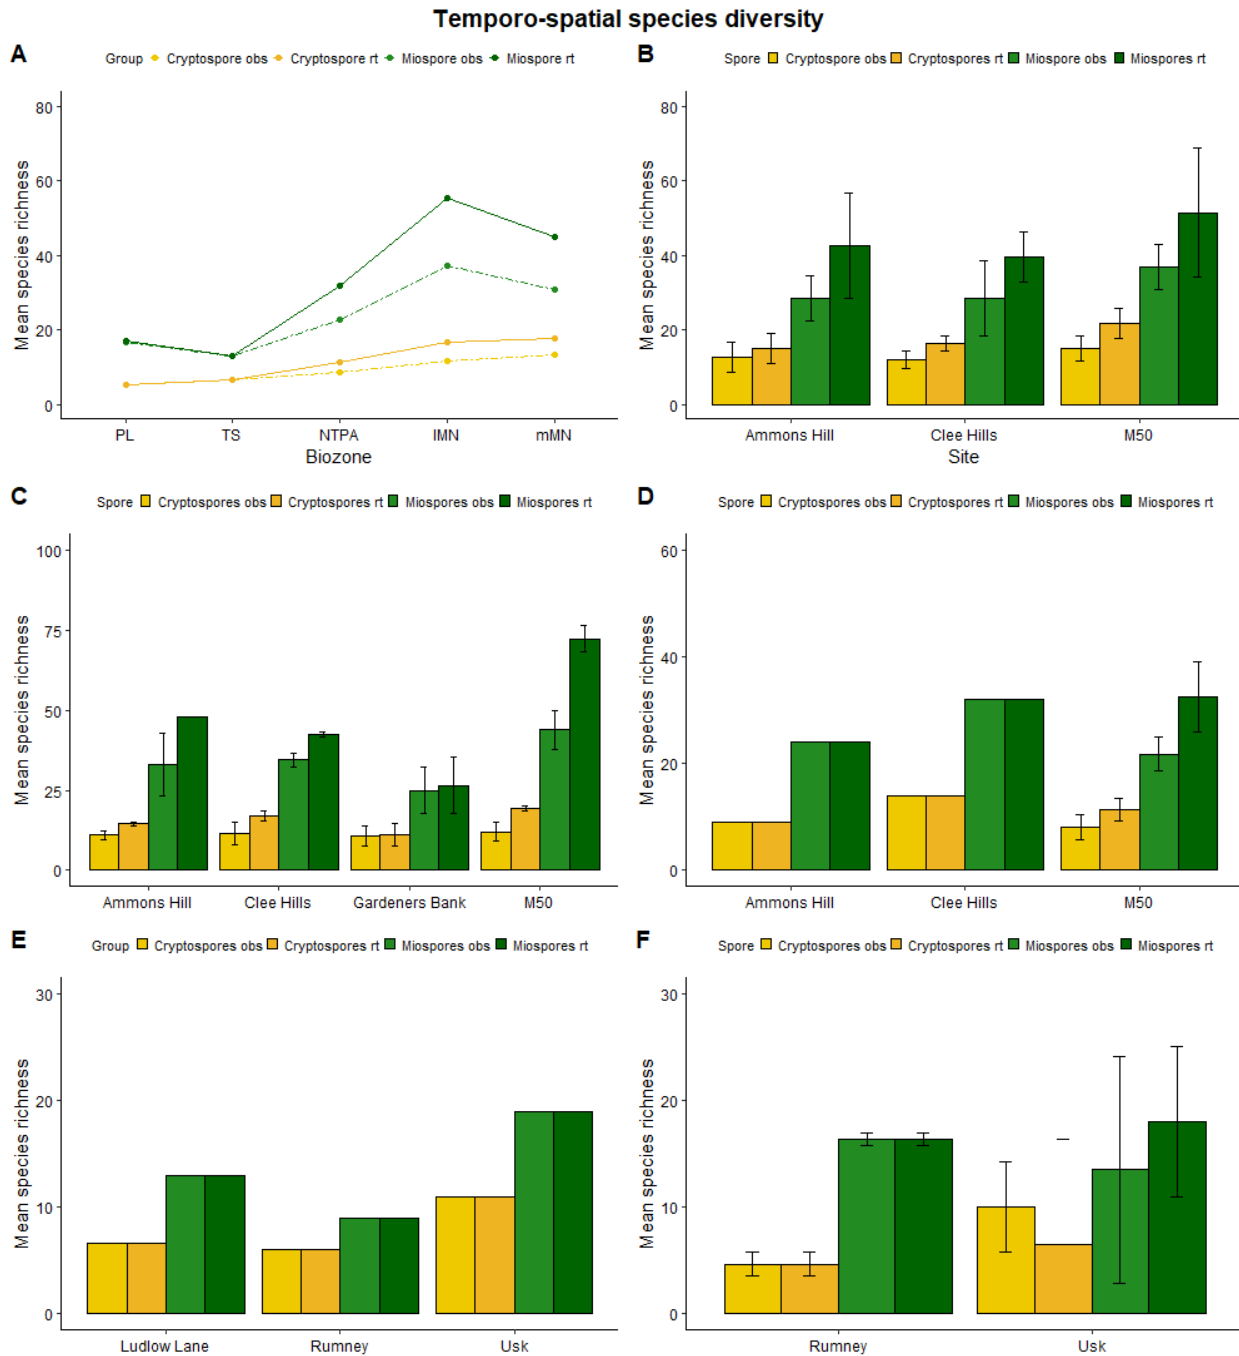 Temporo-spatial species diversity
A
Group Cryptospore obs Cryptospore rt Miospore obs Miospore rt
Mean species richness
80
60
40
20
0
PL TS NTPA lMN mMN
Biozone
B
Spore Cryptospore obs Cryptospores rt Miospore obs Miospores rt
Mean species richness
80
60
40
20
0
Ammons Hill Clee Hills M50
Site
C
Spore Cryptospores obs Cryptospores rt Miospores obs Miospores rt
Mean species richness
100
75
50
25
0
Ammons Hill Clee Hills Gardeners Bank M50
D
Spore Cryptospores obs Cryptospores rt Miospores obs Miospores rt
Mean species richness
60
40
20
0
Ammons Hill Clee Hills M50
E
Group Cryptospores obs Cryptospores rt Miospores obs Miospores rt
Mean species richness
30
20
10
0
Ludlow Lane Rumney Usk
F
Spore Cryptospores obs Cryptospores rt Miospores obs Miospores rt
Mean species richness
30
20
10
0
Rumney Usk